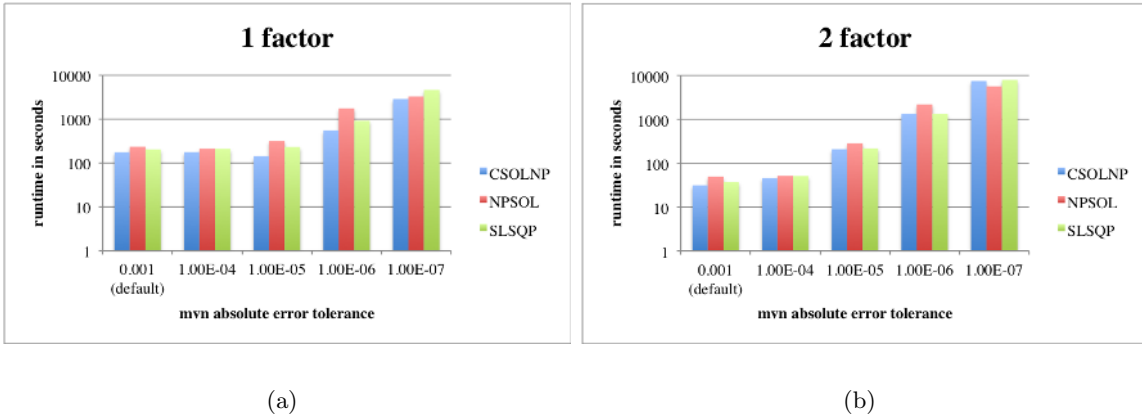 1 factor
10000
1000
100
10
1
runtime in seconds
0.001 (default)
1.00E-04
1.00E-05
1.00E-06
1.00E-07
mvn absolute error tolerance
CSOLNP
NPSOL
SLSQP
(a)
2 factor
10000
1000
100
10
1
runtime in seconds
0.001 (default)
1.00E-04
1.00E-05
1.00E-06
1.00E-07
mvn absolute error tolerance
CSOLNP
NPSOL
SLSQP
(b)